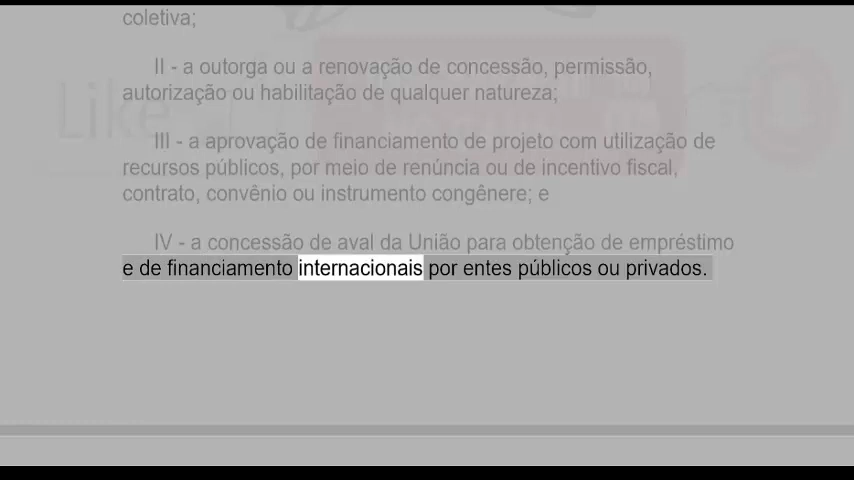 coletiva;
II - a outorga ou a renovação de concessão, permissão,
autorização ou habilitação de qualquer natureza;
III - a aprovação de financiamento de projeto com utilização de
recursos públicos, por meio de renúncia ou de incentivo fiscal,
contrato, convênio ou instrumento congênere; e
IV - a concessão de aval da União para obtenção de empréstimo
e de financiamento internacionais por entes públicos ou privados.
Like